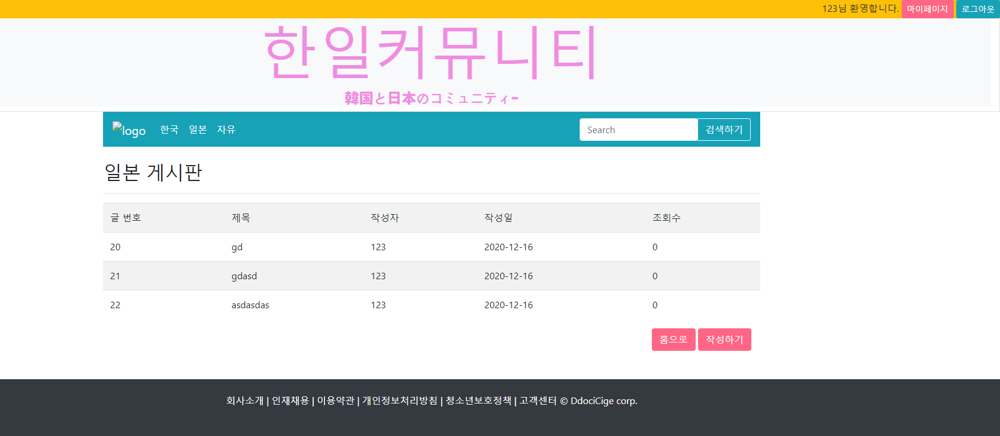 123님 환영합니다. 마이페이지 로그아웃
한일커뮤니티
韓国と日本のコミュニティー
logo 한국 일본 자유 Search 검색하기
일본 게시판
글 번호 제목 작성자 작성일 조회수
20 gd 123 2020-12-16 0
21 gdasd 123 2020-12-16 0
22 asdasdas 123 2020-12-16 0
홈으로 작성하기
회사소개 | 인재채용 | 이용약관 | 개인정보처리방침 | 청소년보호정책 | 고객센터 © DdociCige corp.